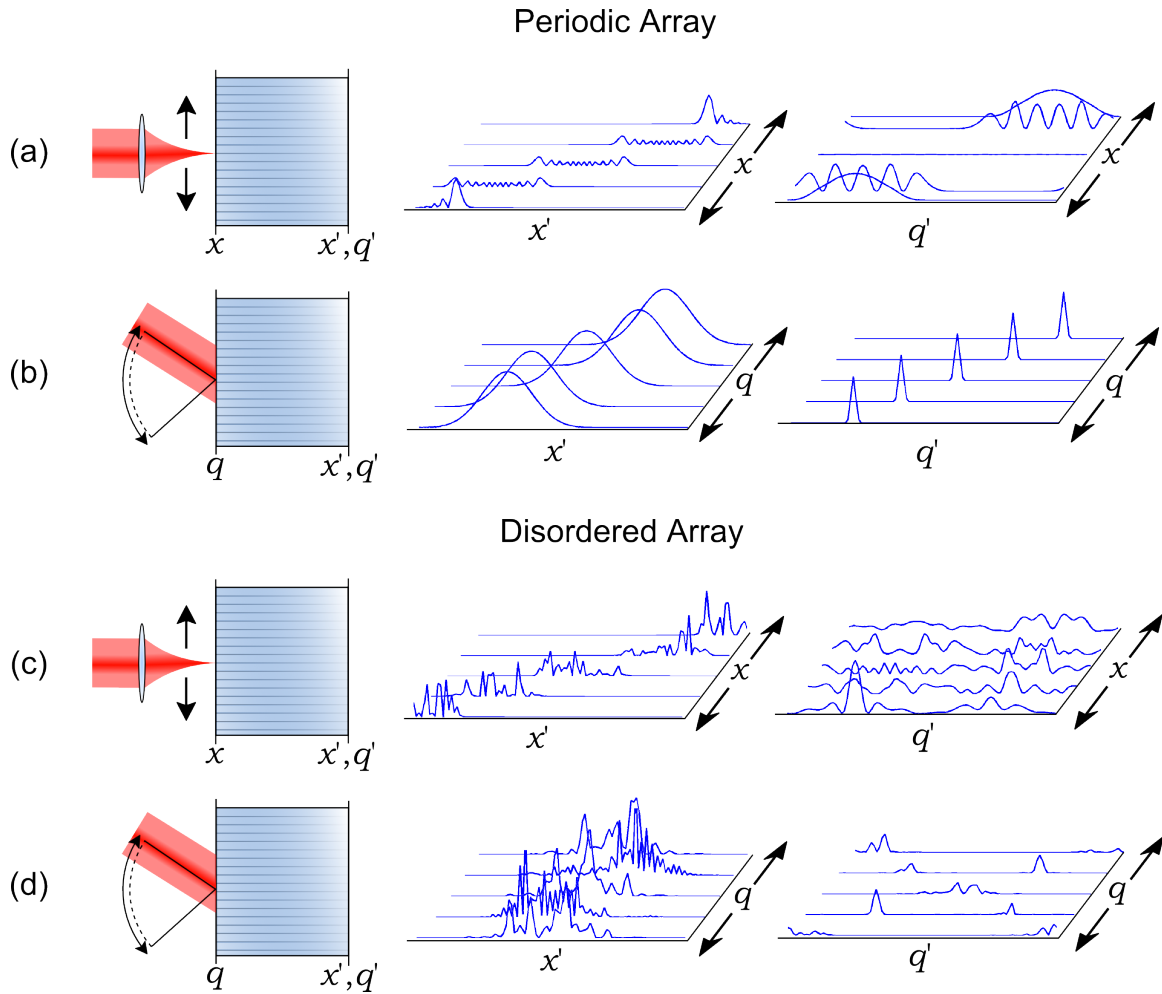 Periodic Array
(a)
x
x', q'
x'
x
q'
x
(b)
q
x', q'
x'
q
q'
q
Disordered Array
(c)
x
x', q'
x'
x
q'
x
(d)
q
x', q'
x'
q
q'
q